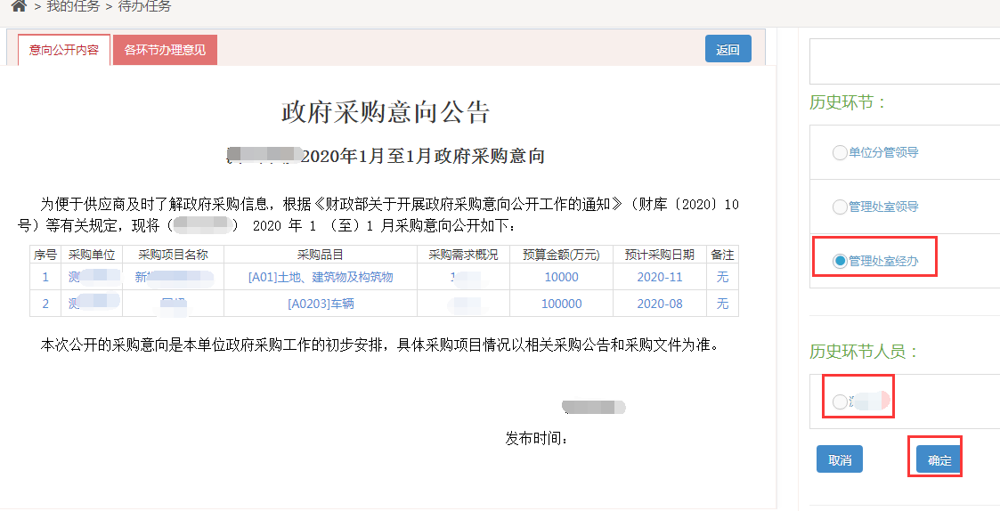 > 我的任务 > 待办任务
意向公开内容 各环节办理意见 返回
政府采购意向公告
2020年1月至1月政府采购意向
为便于供应商及时了解政府采购信息，根据《财政部关于开展政府采购意向公开工作的通知》（财库〔2020〕10
号）等有关规定，现将（ ） 2020 年 1 （至）1 月采购意向公开如下：
序号 采购单位 采购项目名称 采购品目 采购需求概况 预算金额(万元) 预计采购日期 备注
1 测 新 [A01]土地、建筑物及构筑物 1 10000 2020-11 无
2 测 [A0203]车辆 100000 2020-08 无
本次公开的采购意向是本单位政府采购工作的初步安排，具体采购项目情况以相关采购公告和采购文件为准。
发布时间：
历史环节：
单位分管领导
管理处室领导
管理处室经办
历史环节人员：
取消 确定